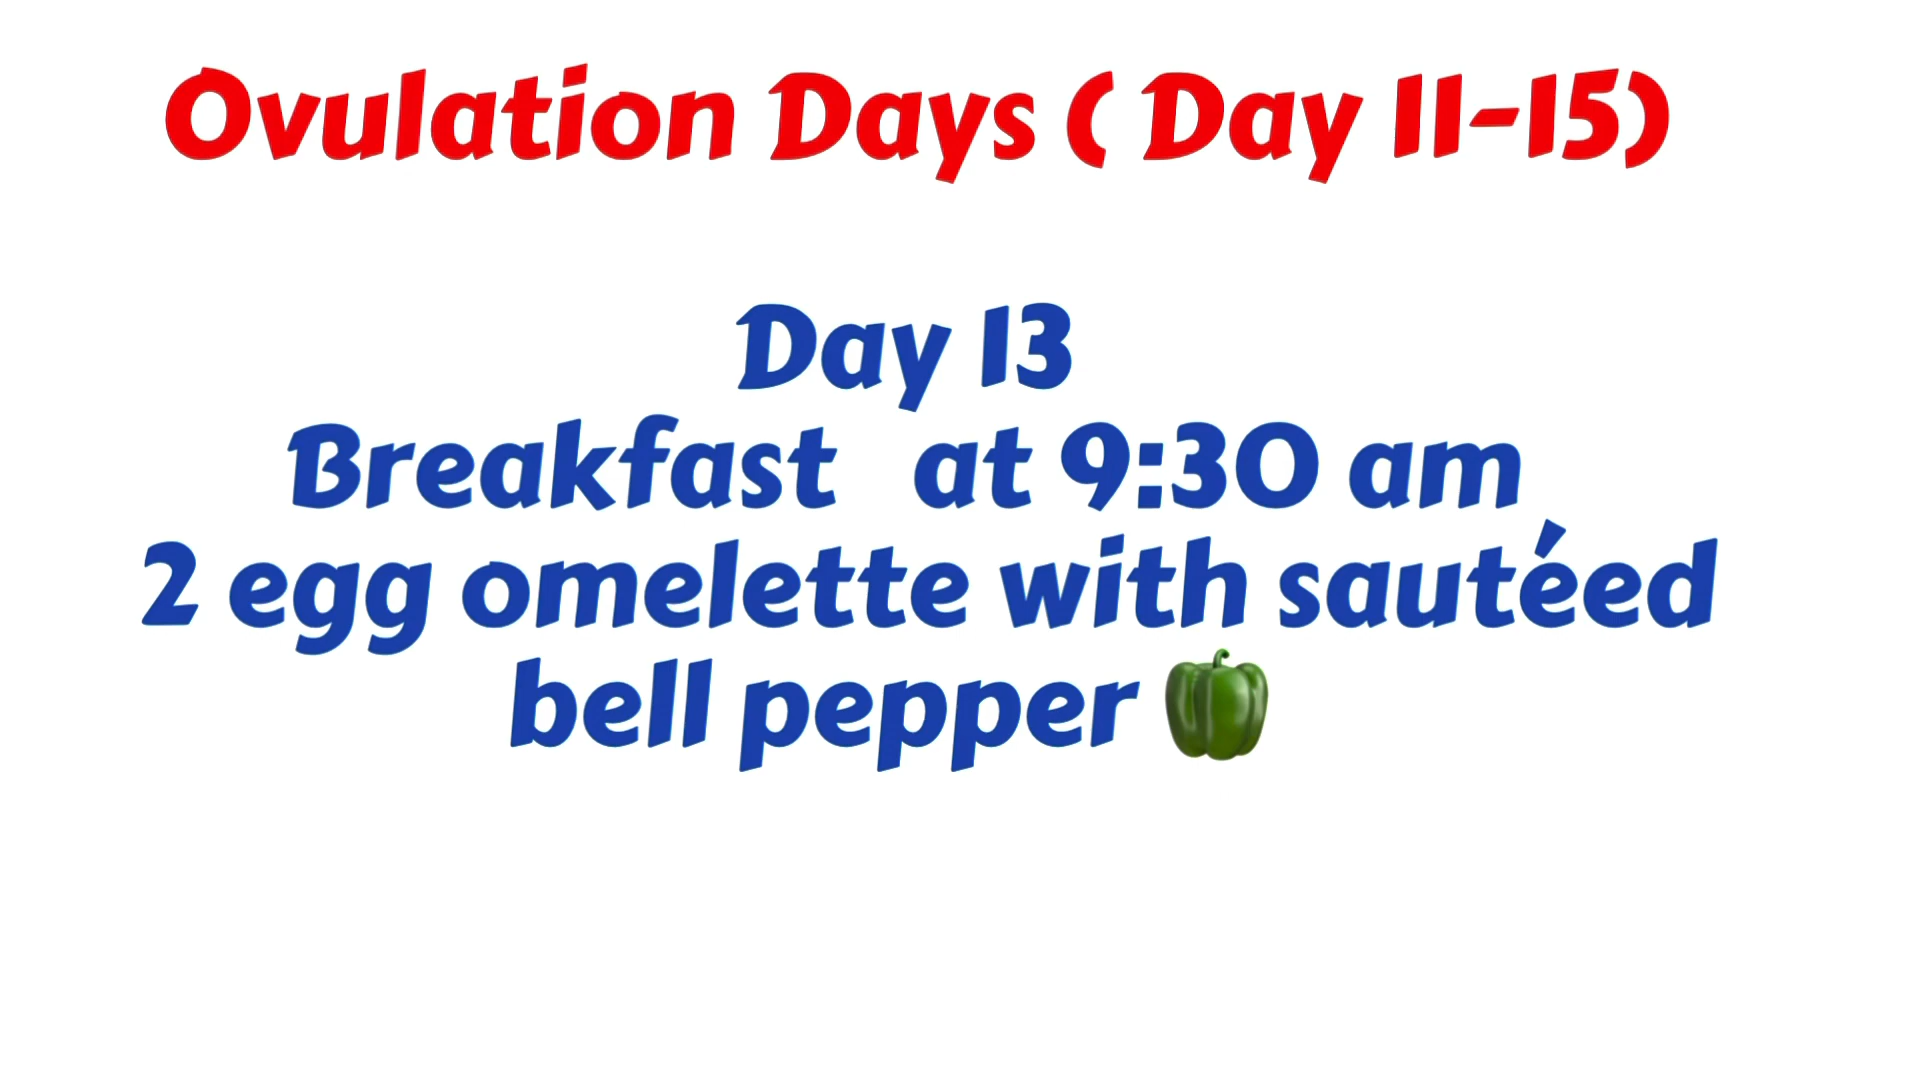 Ovulation Days ( Day 11-15)
Day 13
Breakfast at 9:30 am
2 egg omelette with sautéed
bell pepper 🫑